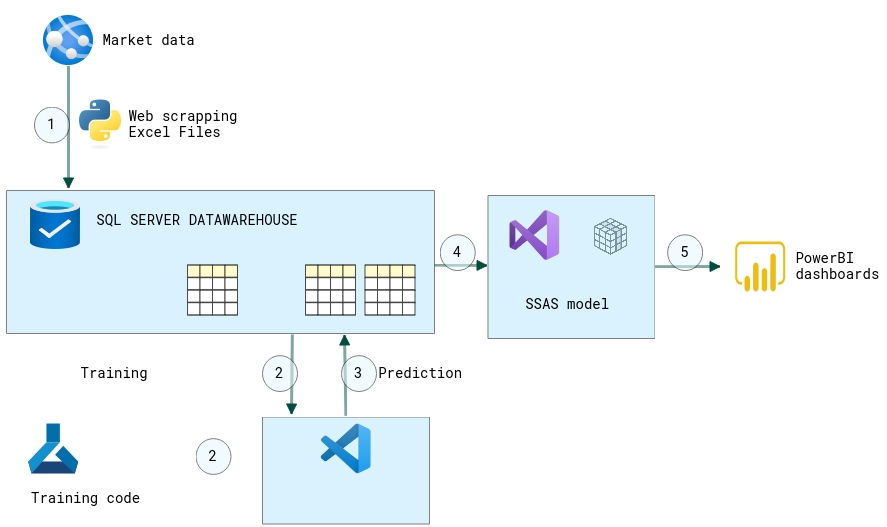 Market data
1
Web scrapping
Excel Files
SQL SERVER DATAWAREHOUSE
4
5
PowerBI
dashboards
SSAS model
Training
2
3
Prediction
2
Training code